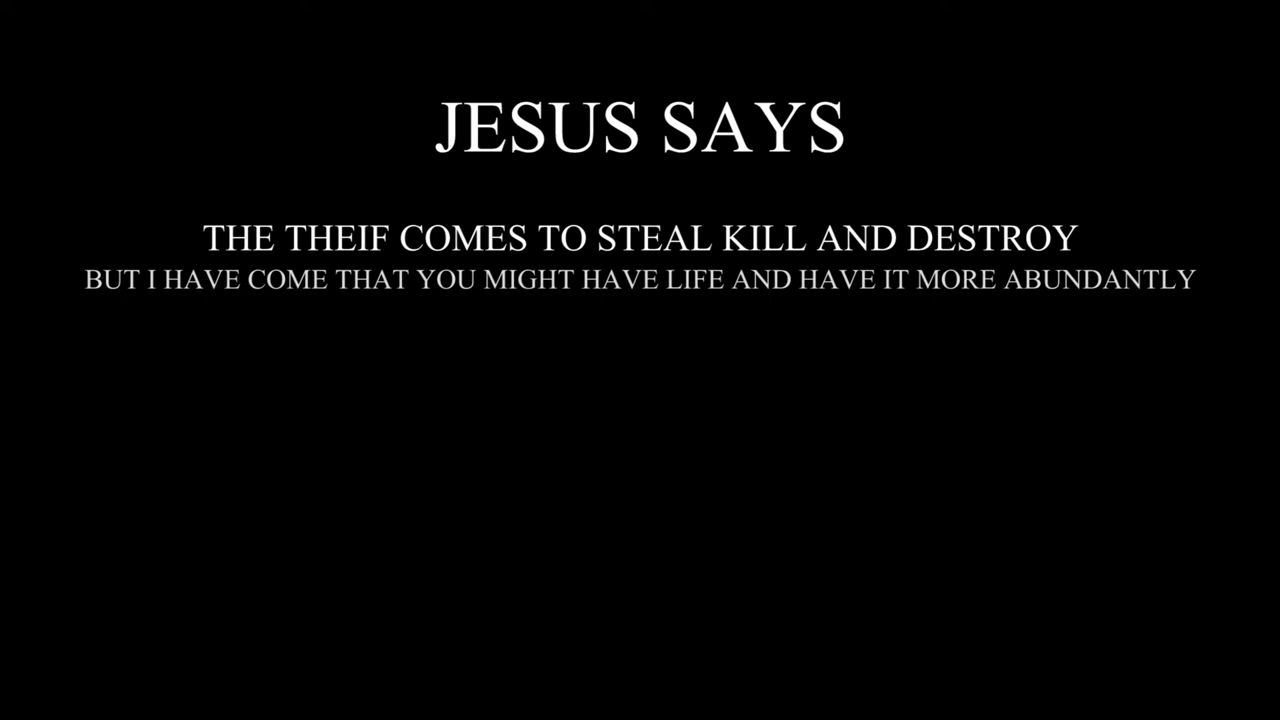 JESUS SAYS
THE THEIF COMES TO STEAL KILL AND DESTROY
BUT I HAVE COME THAT YOU MIGHT HAVE LIFE AND HAVE IT MORE ABUNDANTLY